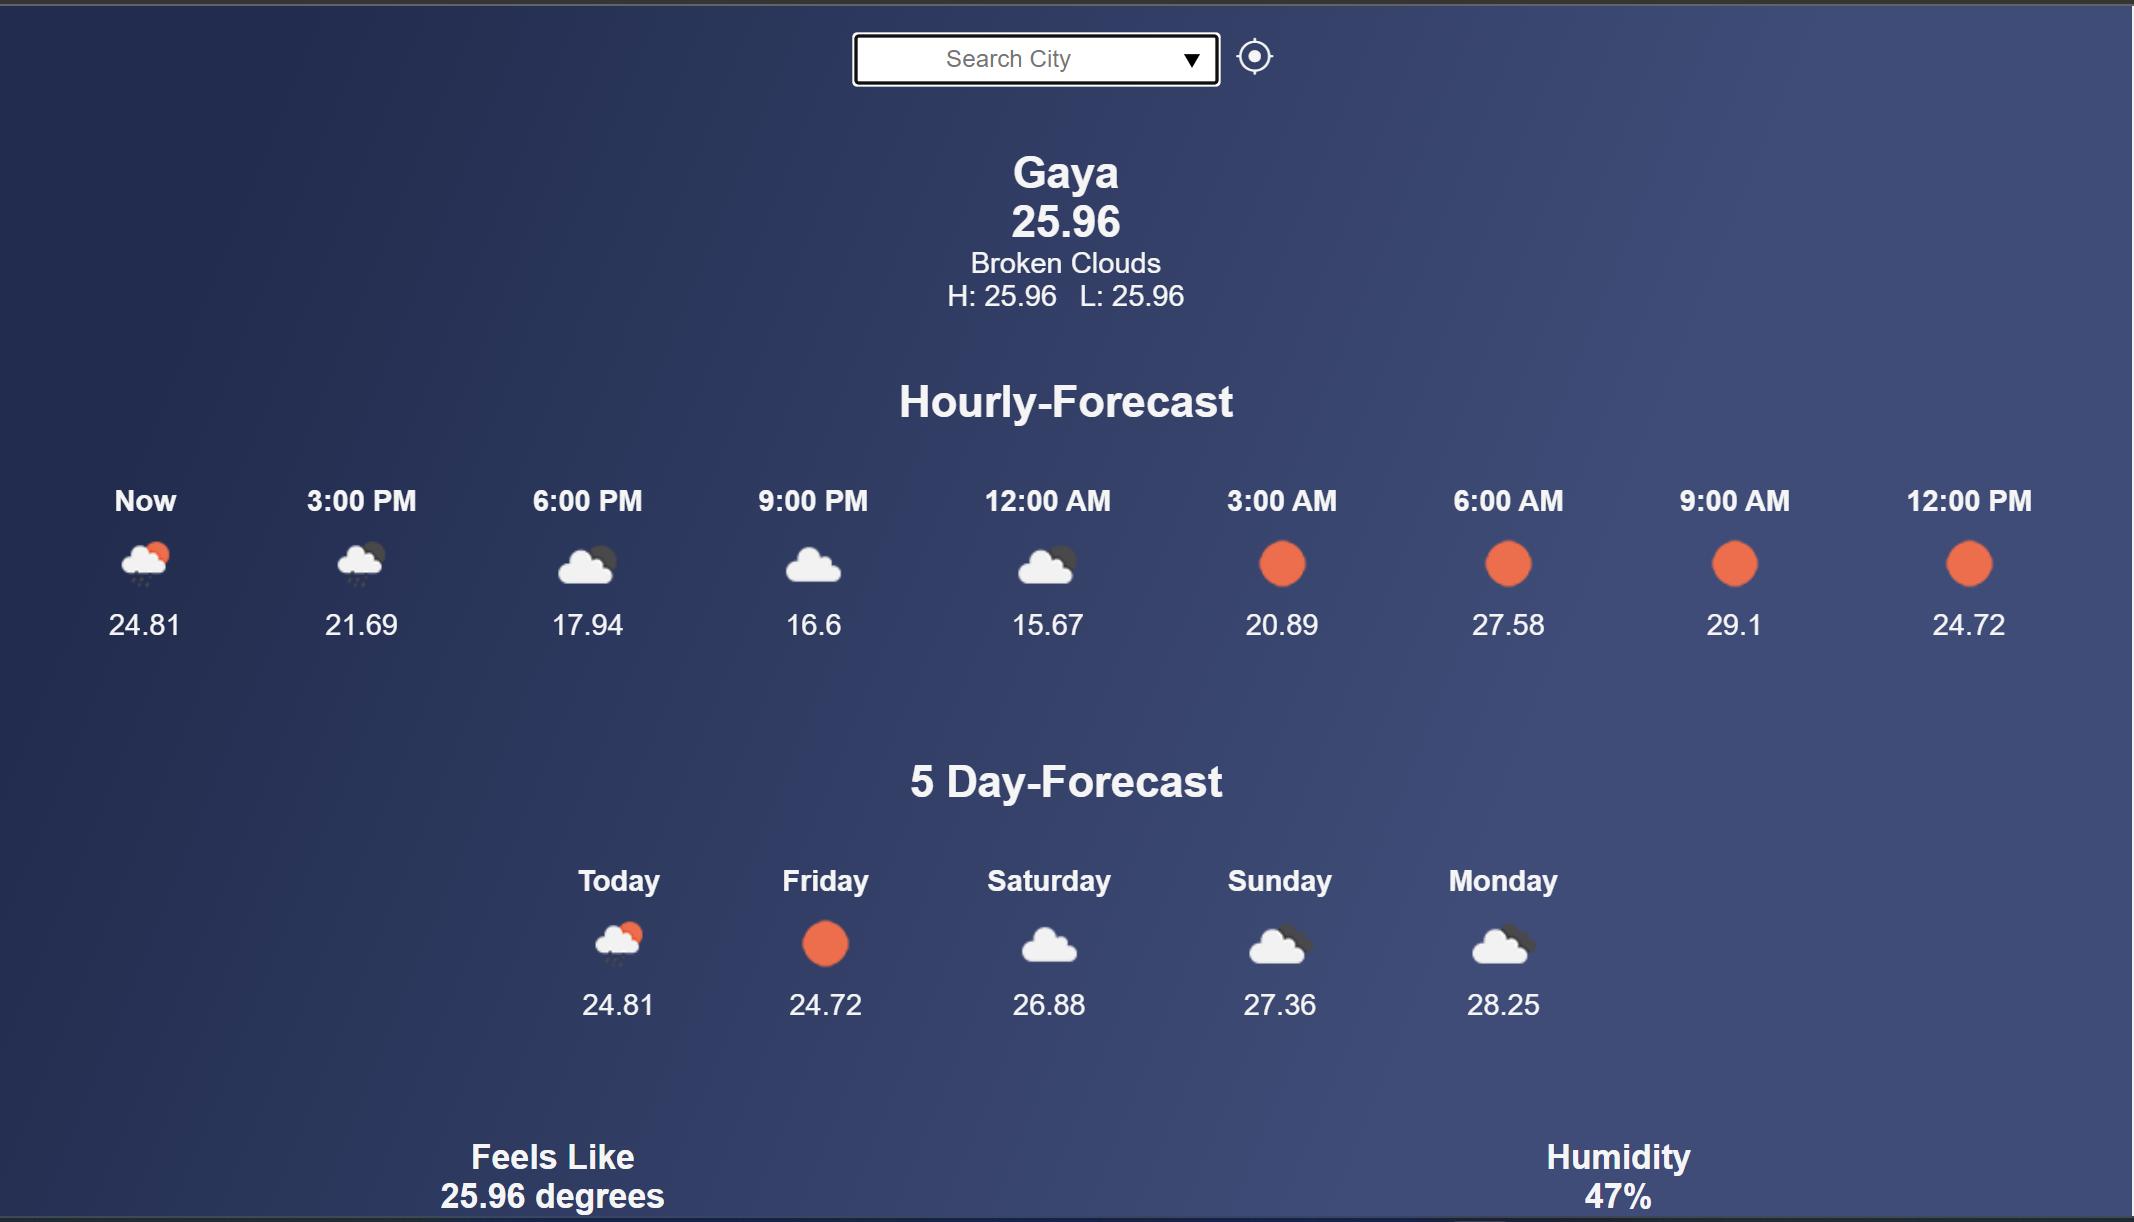 Search City
Gaya
25.96
Broken Clouds
H: 25.96 L: 25.96
Hourly-Forecast
Now 3:00 PM 6:00 PM 9:00 PM 12:00 AM 3:00 AM 6:00 AM 9:00 AM 12:00 PM
24.81 21.69 17.94 16.6 15.67 20.89 27.58 29.1 24.72
5 Day-Forecast
Today Friday Saturday Sunday Monday
24.81 24.72 26.88 27.36 28.25
Feels Like Humidity
25.96 degrees 47%